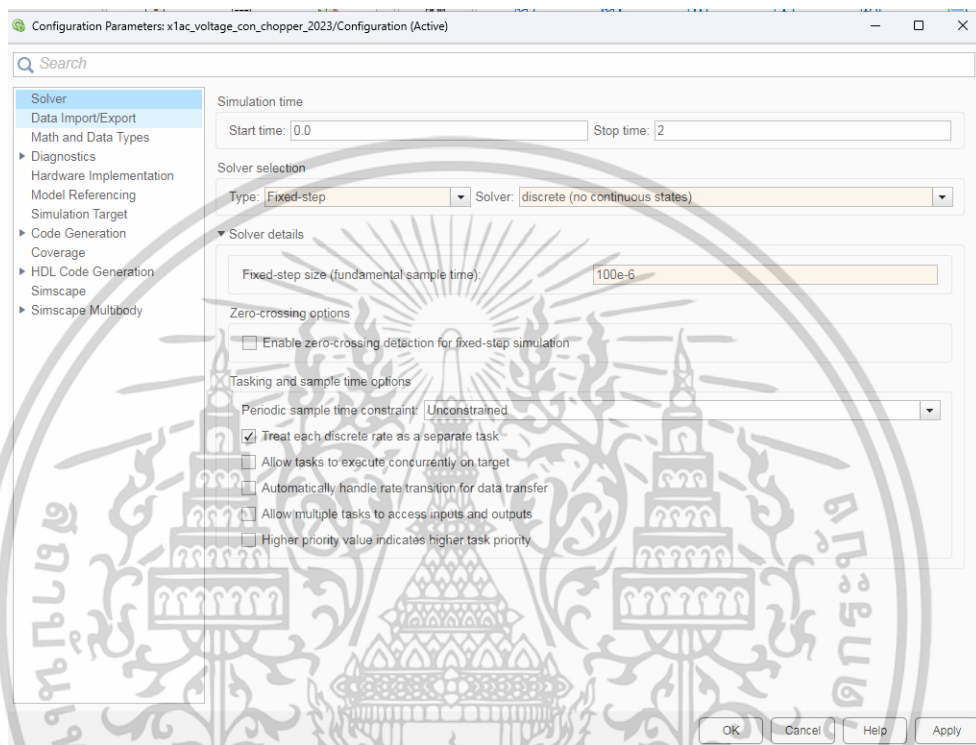 Configuration Parameters: x1ac_voltage_con_chopper_2023/Configuration (Active)
Search
Solver
Data Import/Export
Math and Data Types
Diagnostics
Hardware Implementation
Model Referencing
Simulation Target
Code Generation
Coverage
HDL Code Generation
Simscape
Simscape Multibody
Simulation time
Start time: 0.0 Stop time: 2
Solver selection
Type: Fixed-step Solver: discrete (no continuous states)
Solver details
Fixed-step size (fundamental sample time): 100e-6
Zero-crossing options
Enable zero-crossing detection for fixed-step simulation
Tasking and sample time options
Periodic sample time constraint: Unconstrained
Treat each discrete rate as a separate task
Allow tasks to execute concurrently on target
Automatically handle rate transition for data transfer
Allow multiple tasks to access inputs and outputs
Higher priority value indicates higher task priority
OK Cancel Help Apply